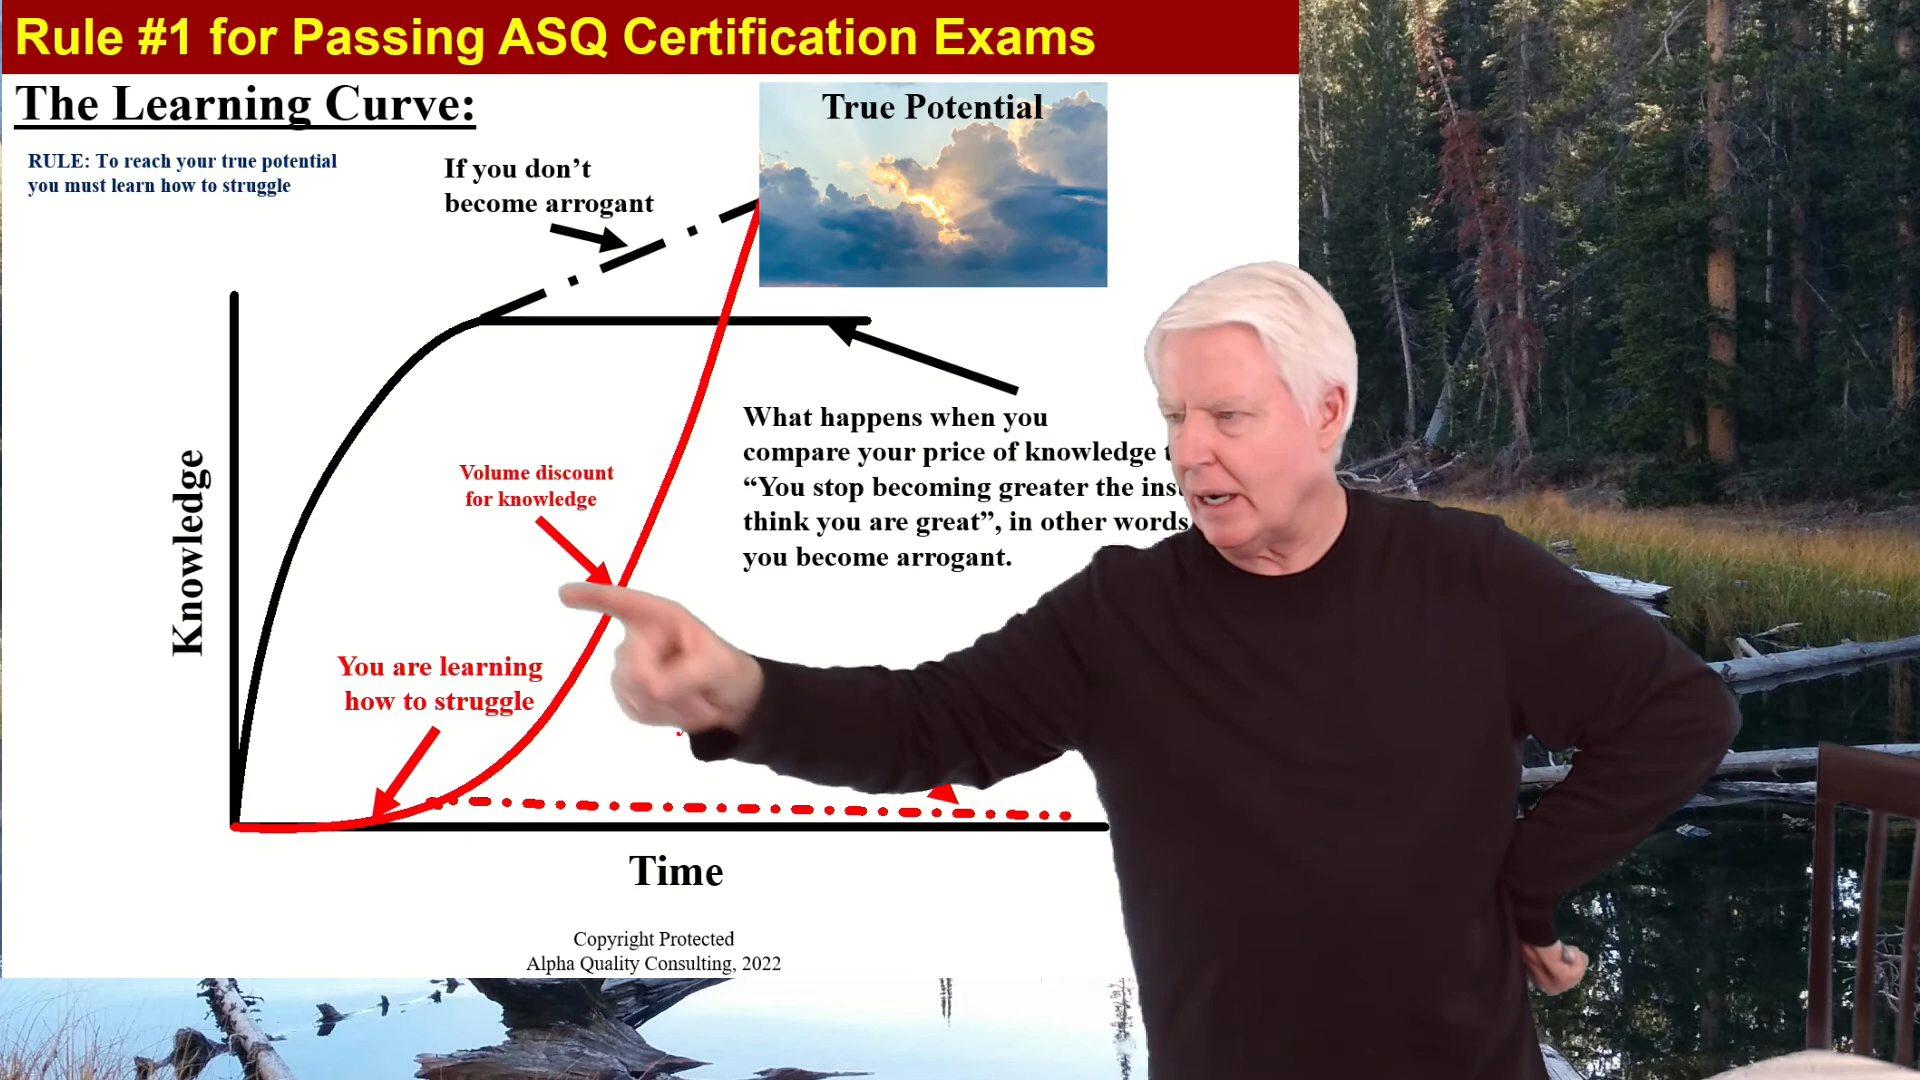 Rule #1 for Passing ASQ Certification Exams
The Learning Curve:
True Potential
RULE: To reach your true potential
you must learn how to struggle
If you don’t
become arrogant
What happens when you
compare your price of knowledge
“You stop becoming greater the
think you are great”, in other words
you become arrogant.
Volume discount
for knowledge
You are learning
how to struggle
Knowledge
Time
Copyright Protected
Alpha Quality Consulting, 2022